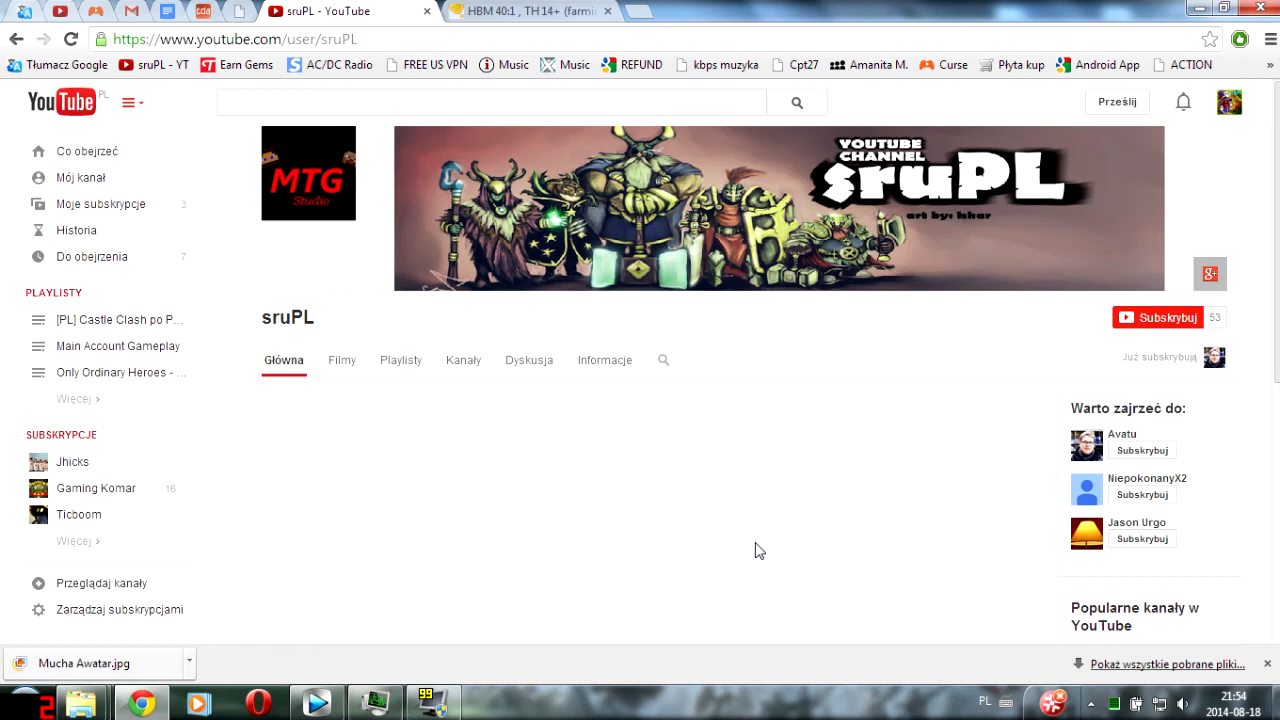 sruPL - YouTube
HBM 40:1 , TH 14+ (farmin
https://www.youtube.com/user/sruPL
Tłumacz Google
sruPL - YT
Earn Gems
AC/DC Radio
FREE US VPN
Music
Music
REFUND
kbps muzyka
Cpt27
Amanita M.
Curse
Płyta kup
Android App
ACTION
»
YouTube PL
Prześlij
Co obejrzeć
Mój kanał
Moje subskrypcje 3
Historia
Do obejrzenia 7
PLAYLISTY
[PL] Castle Clash po P...
Main Account Gameplay
Only Ordinary Heroes - ...
Więcej ›
SUBSKRYPCJE
Jhicks
Gaming Komar 16
Ticboom
Więcej ›
Przeglądaj kanały
Zarządzaj subskrypcjami
MTG
Studio
YOUTUBE
CHANNEL
sruPL
g+
sruPL
Subskrybuj 53
Główna
Filmy
Playlisty
Kanały
Dyskusja
Informacje
Już subskrybują
Warto zajrzeć do:
Avatu
Subskrybuj
NiepokonanyX2
Subskrybuj
Jason Urgo
Subskrybuj
Popularne kanały w
YouTube
Mucha Awatar.jpg
Pokaż wszystkie pobrane pliki...
2
99
PL
21:54
2014-08-18